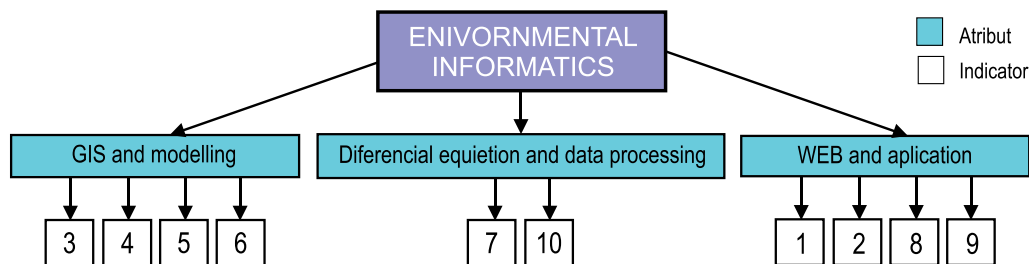 ENIVORNMENTAL
INFORMATICS
Atribut
Indicator
GIS and modelling
Diferencial equietion and data processing
WEB and aplication
3 4 5 6 7 10 1 2 8 9